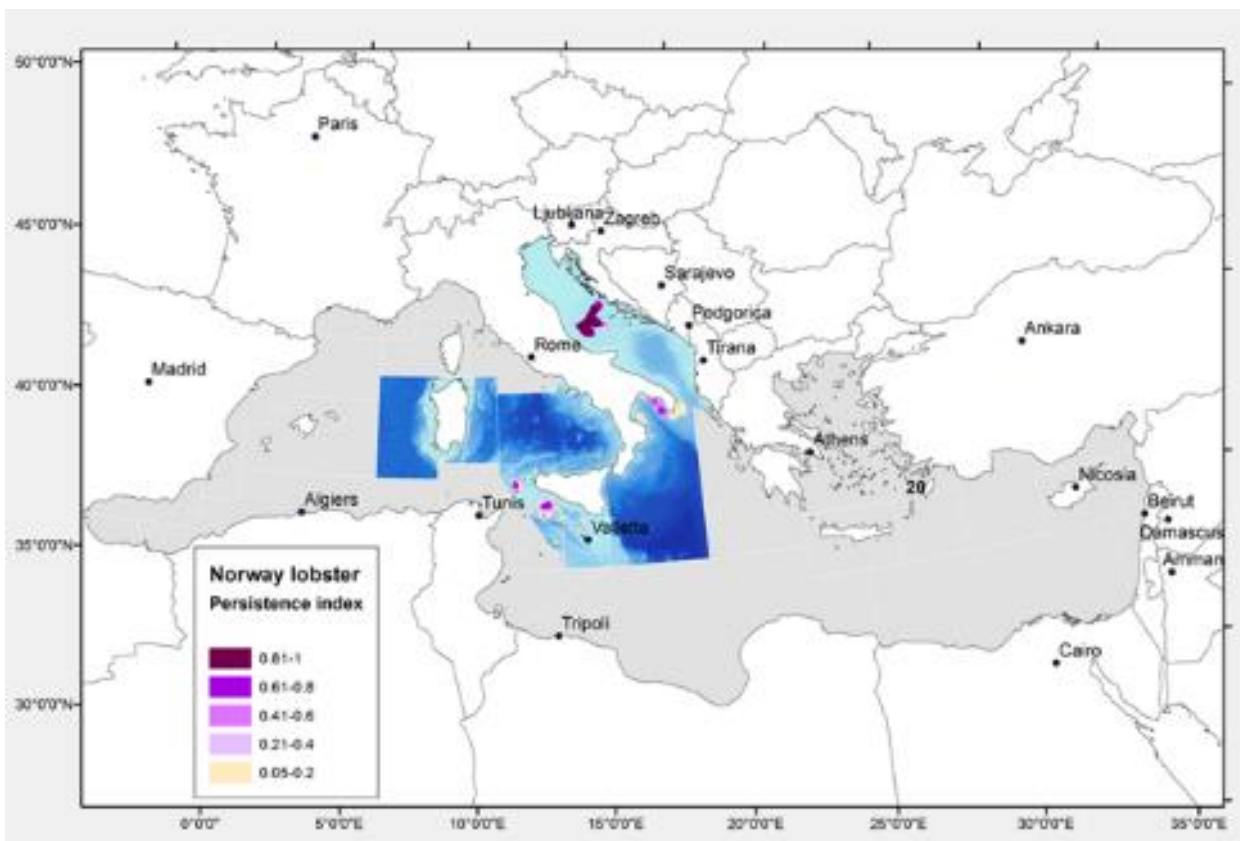 50°0'0"N
Paris
45°0'0"N
Ljubljana
Zagreb
Sarajevo
Podgorica
Tirana
Rome
Ankara
40°0'0"N
Madrid
Athens
20
Nicosia
Algiers
Tunis
Beirut
Valletta
Damascus
35°0'0"N
Amman
Norway lobster
Persistence index
Tripoli
0.81-1
Cairo
0.61-0.8
30°0'0"N
0.41-0.6
0.21-0.4
0.05-0.2
0°0'0"
5°0'0"E
10°0'0"E
15°0'0"E
20°0'0"E
25°0'0"E
30°0'0"E
35°0'0"E